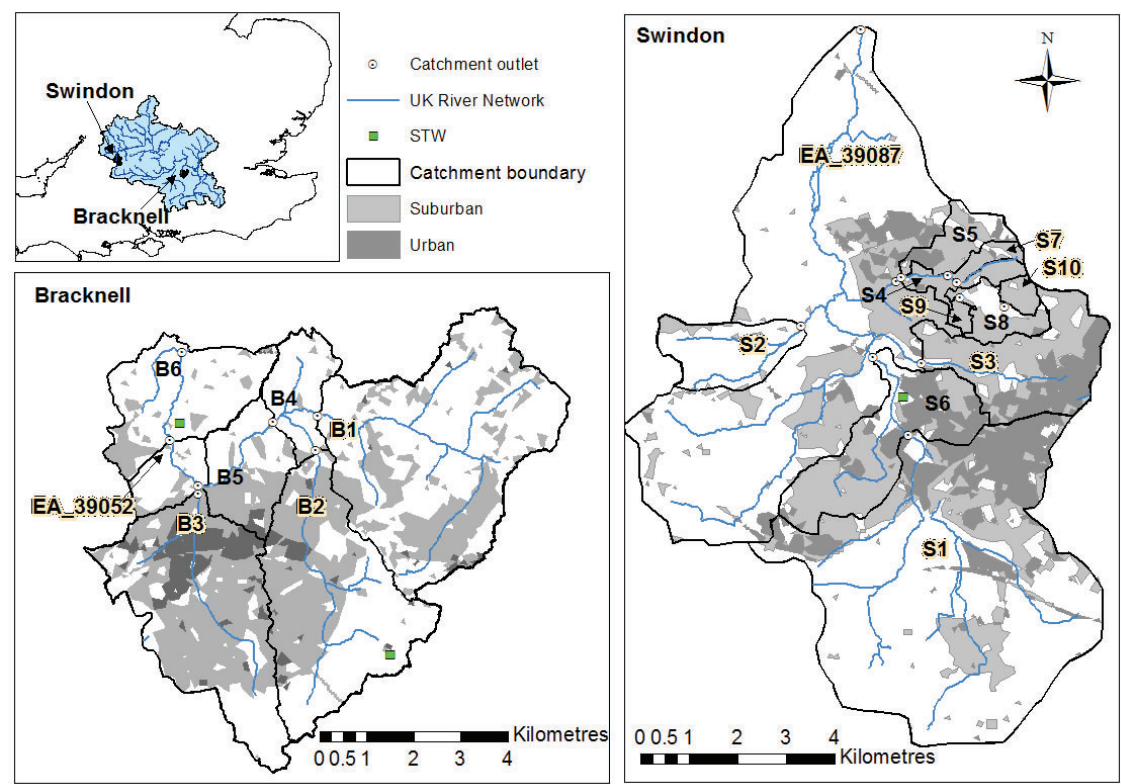 Swindon
Bracknell
Catchment outlet
UK River Network
STW
Catchment boundary
Suburban
Urban
Bracknell
B6
B4
B1
B5
B2
EA_39052
B3
Kilometres
0 0.5 1 2 3 4
Swindon
N
EA_39087
S5
S7
S10
S4
S9
S8
S2
S3
S6
S1
0 0.5 1 2 3 4
Kilometres